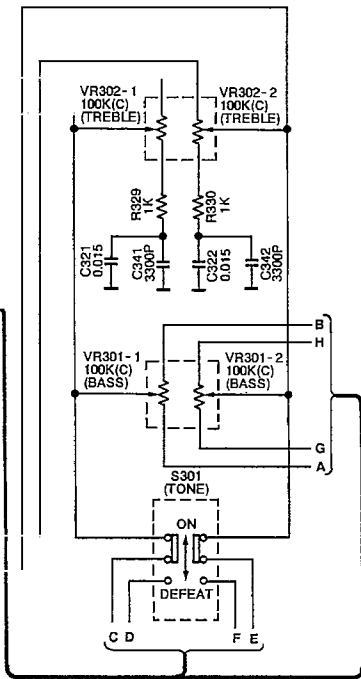 VR302-1
100K(C)
(TREBLE)
VR302-2
100K(C)
(TREBLE)
R329
1K
R330
1K
C321
0.015
C341
3300P
C322
0.015
C342
3300P
B
H
VR301-1
100K(C)
(BASS)
VR301-2
100K(C)
(BASS)
G
A
S301
(TONE)
ON
DEFEAT
C D
F E